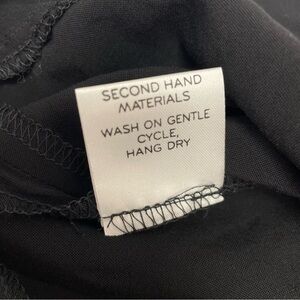 SECOND HAND
MATERIALS
WASH ON GENTLE
CYCLE,
HANG DRY